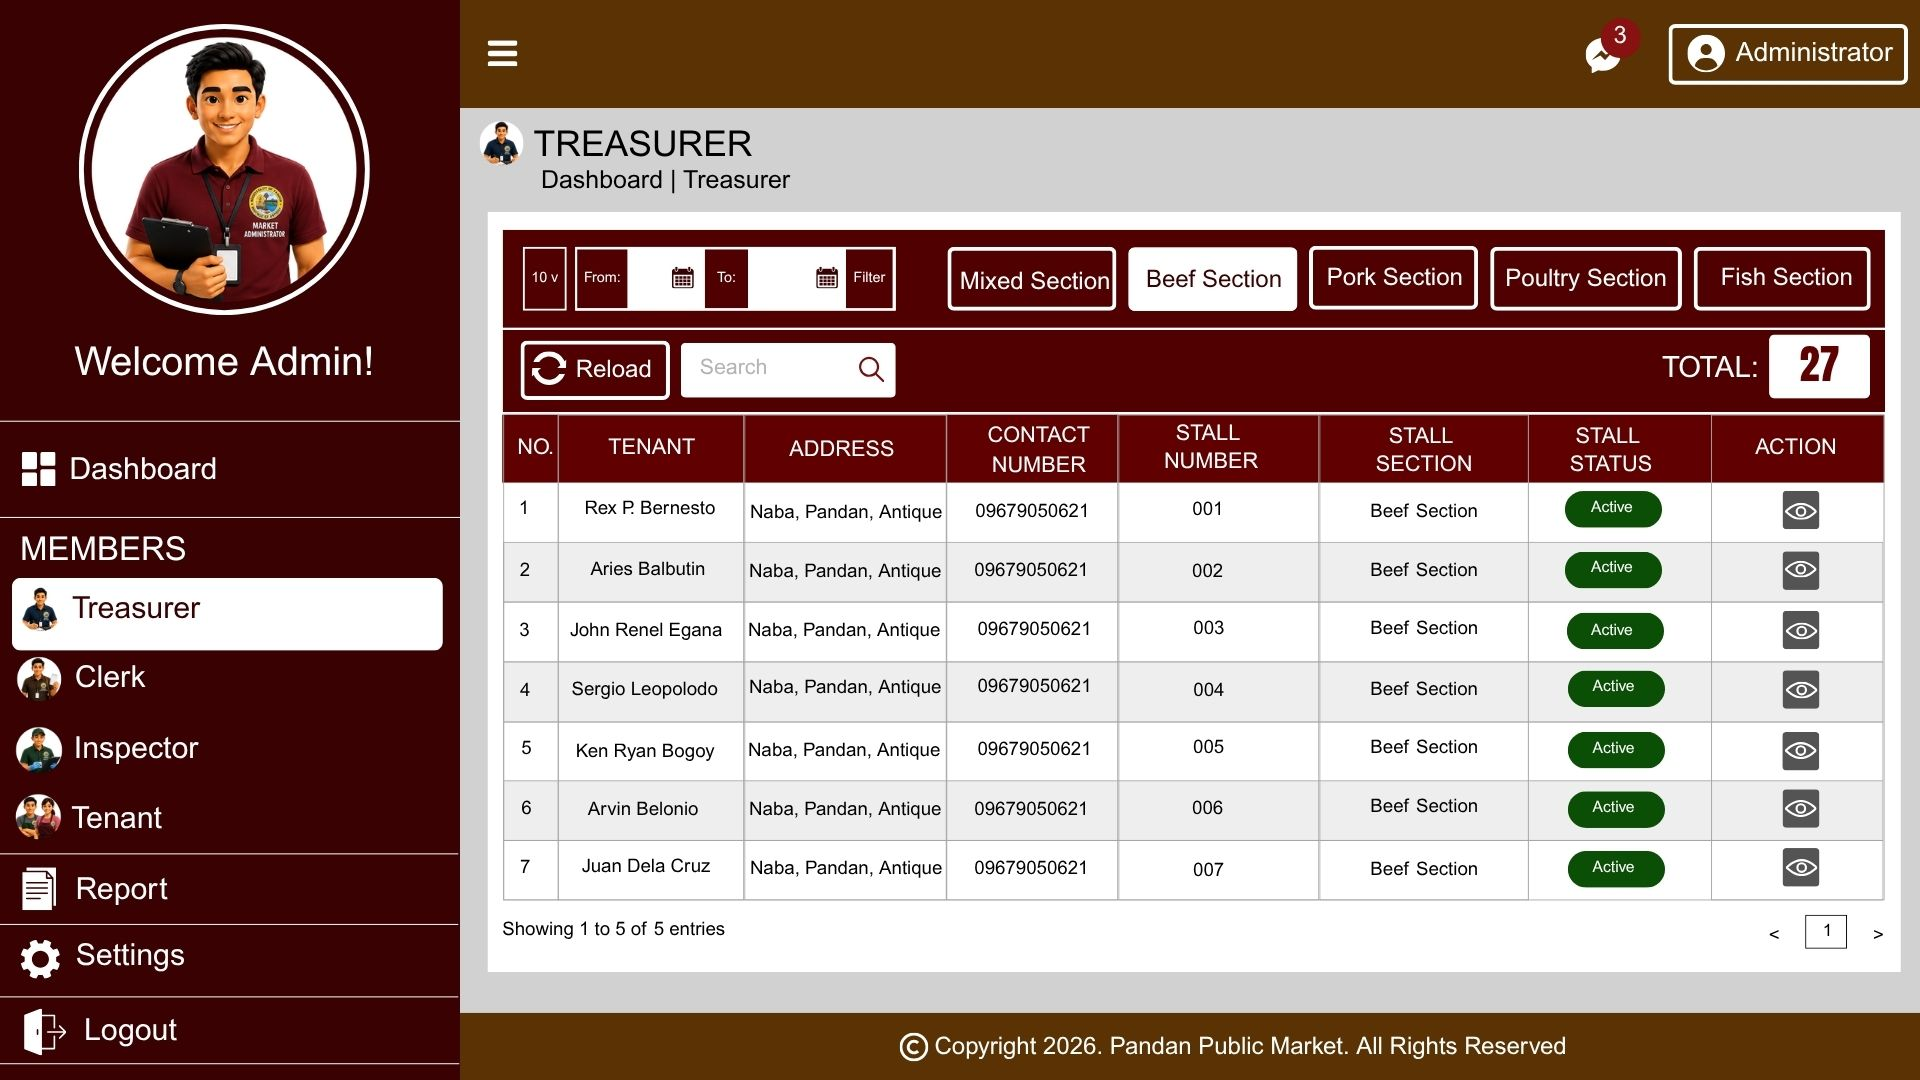 MARKET
ADMINISTRATOR
Welcome Admin!
Dashboard
MEMBERS
Treasurer
Clerk
Inspector
Tenant
Report
Settings
Logout
3
Administrator
TREASURER
Dashboard | Treasurer
10 v From: To: Filter Mixed Section Beef Section Pork Section Poultry Section Fish Section
Reload Search TOTAL: 27
NO. TENANT ADDRESS CONTACT NUMBER STALL NUMBER STALL SECTION STALL STATUS ACTION
1 Rex P. Bernesto Naba, Pandan, Antique 09679050621 001 Beef Section Active
2 Aries Balbutin Naba, Pandan, Antique 09679050621 002 Beef Section Active
3 John Renel Egana Naba, Pandan, Antique 09679050621 003 Beef Section Active
4 Sergio Leopolodo Naba, Pandan, Antique 09679050621 004 Beef Section Active
5 Ken Ryan Bogoy Naba, Pandan, Antique 09679050621 005 Beef Section Active
6 Arvin Belonio Naba, Pandan, Antique 09679050621 006 Beef Section Active
7 Juan Dela Cruz Naba, Pandan, Antique 09679050621 007 Beef Section Active
Showing 1 to 5 of 5 entries
< 1 >
© Copyright 2026. Pandan Public Market. All Rights Reserved